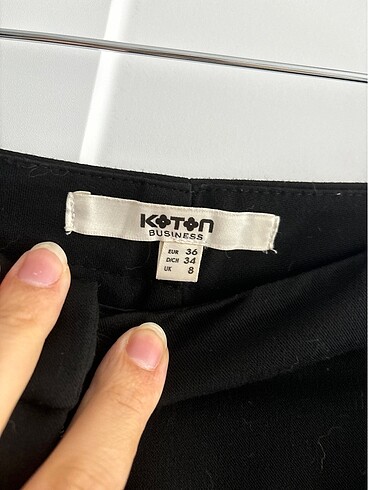 KOTON
BUSINESS
EUR 36
D/CH 34
UK 8